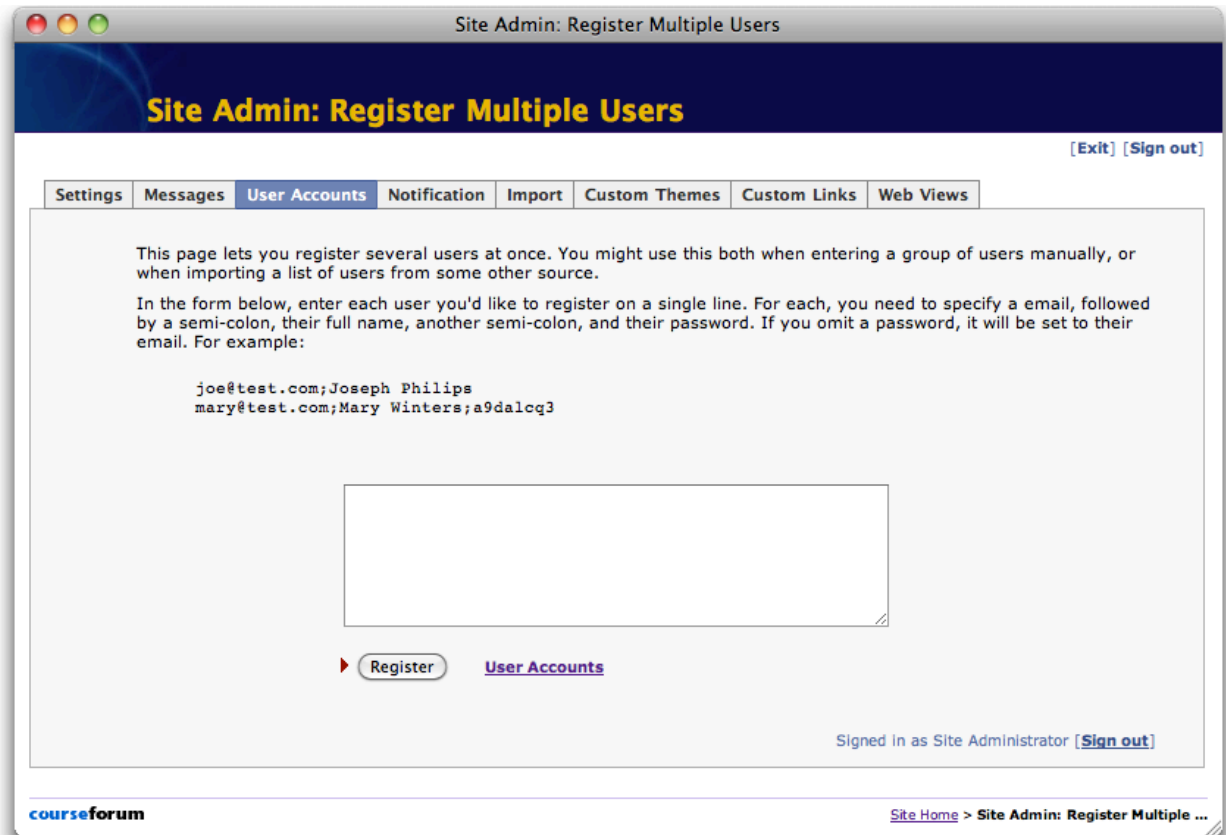 Site Admin: Register Multiple Users
Site Admin: Register Multiple Users
[Exit] [Sign out]
Settings Messages User Accounts Notification Import Custom Themes Custom Links Web Views
This page lets you register several users at once. You might use this both when entering a group of users manually, or
when importing a list of users from some other source.
In the form below, enter each user you'd like to register on a single line. For each, you need to specify a email, followed
by a semi-colon, their full name, another semi-colon, and their password. If you omit a password, it will be set to their
email. For example:
joe@test.com;Joseph Philips
mary@test.com;Mary Winters;a9dalcq3
Register User Accounts
Signed in as Site Administrator [Sign out]
courseforum Site Home > Site Admin: Register Multiple ...